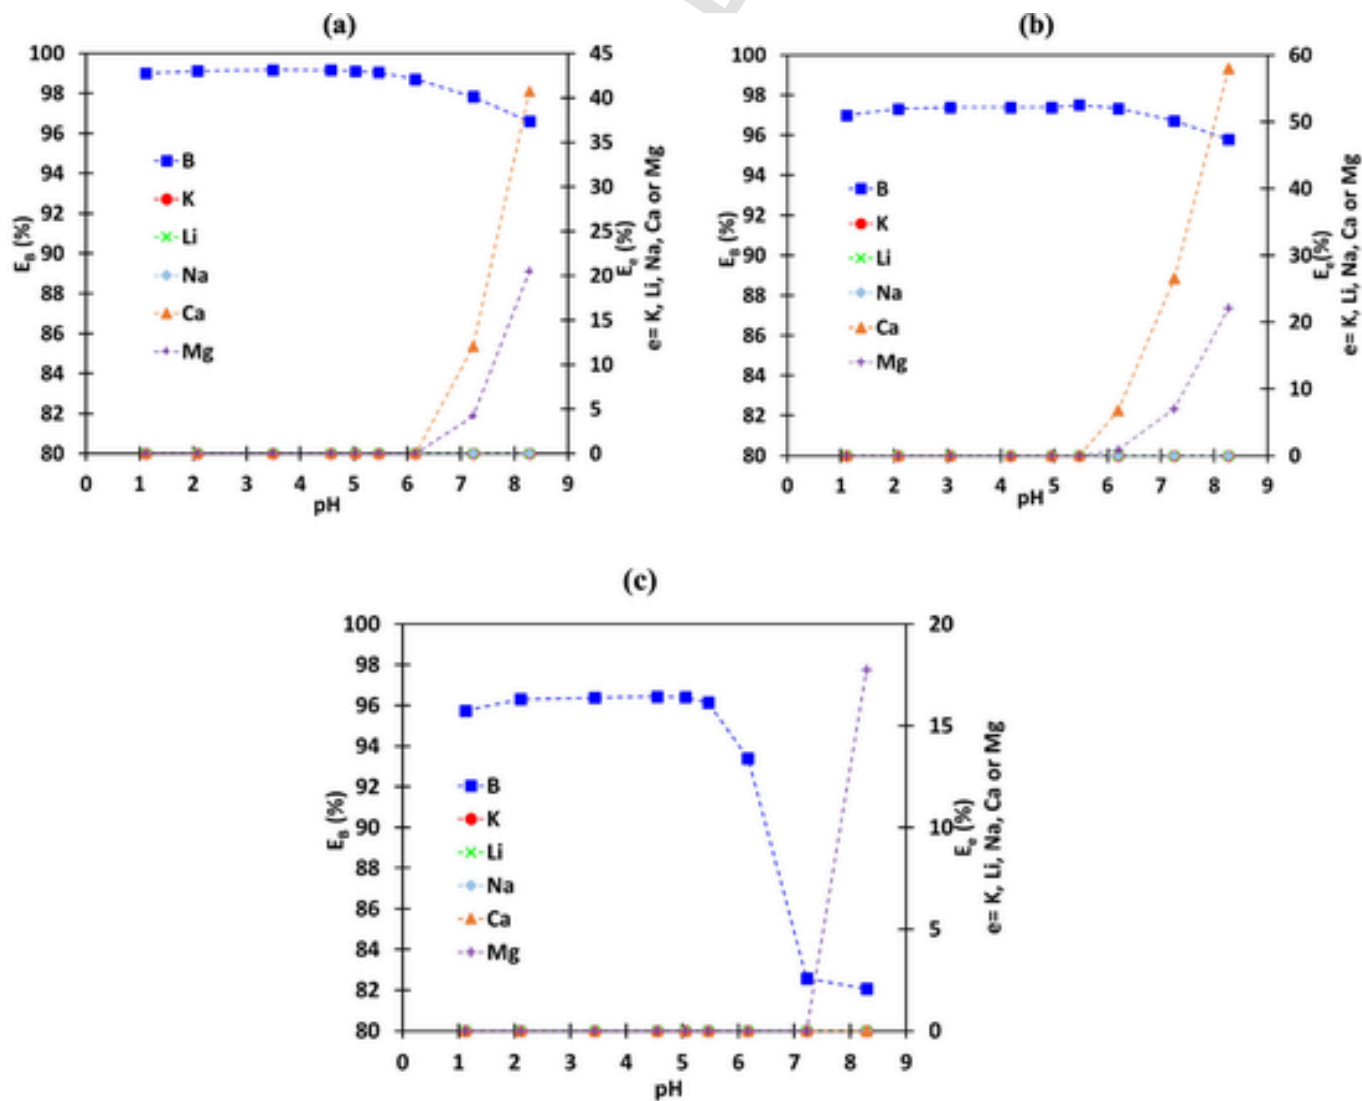 (a)
100
98
96
94
92
90
88
86
84
82
80
E_B (%)
B
K
Li
Na
Ca
Mg
45
40
35
30
25
20
15
10
5
0
E_e (%)
e= K, Li, Na, Ca or Mg
0 1 2 3 4 5 6 7 8 9
pH
(b)
100
98
96
94
92
90
88
86
84
82
80
E_B (%)
B
K
Li
Na
Ca
Mg
60
50
40
30
20
10
0
E_e (%)
e= K, Li, Na, Ca or Mg
0 1 2 3 4 5 6 7 8 9
pH
(c)
100
98
96
94
92
90
88
86
84
82
80
E_B (%)
B
K
Li
Na
Ca
Mg
20
15
10
5
0
E_e (%)
e= K, Li, Na, Ca or Mg
0 1 2 3 4 5 6 7 8 9
pH